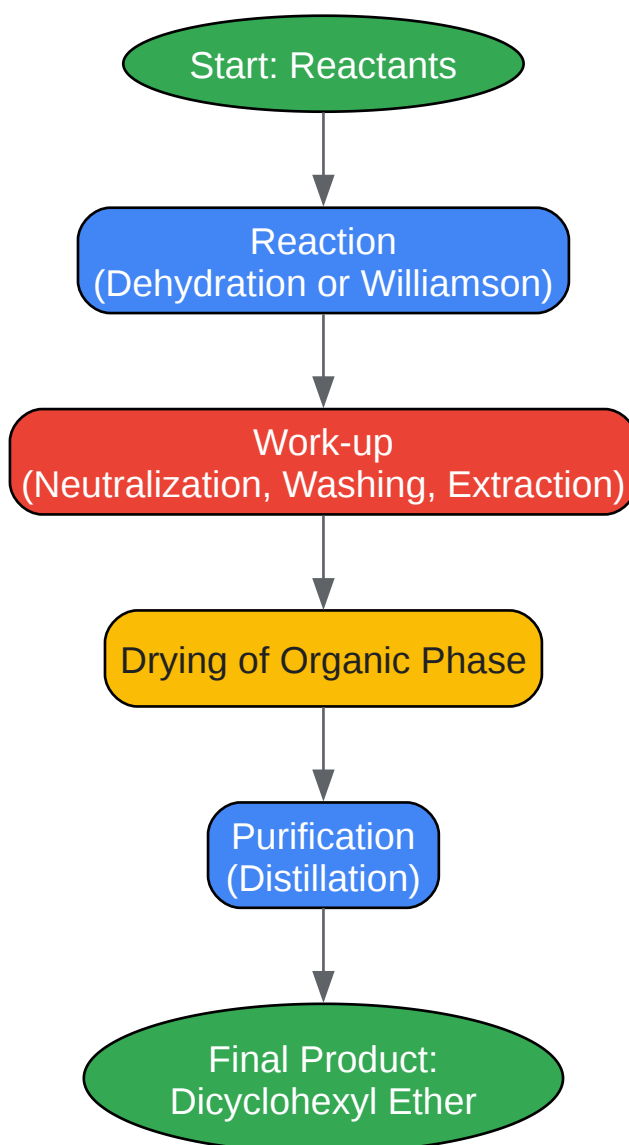 Start: Reactants
Reaction
(Dehydration or Williamson)
Work-up
(Neutralization, Washing, Extraction)
Drying of Organic Phase
Purification
(Distillation)
Final Product:
Dicyclohexyl Ether